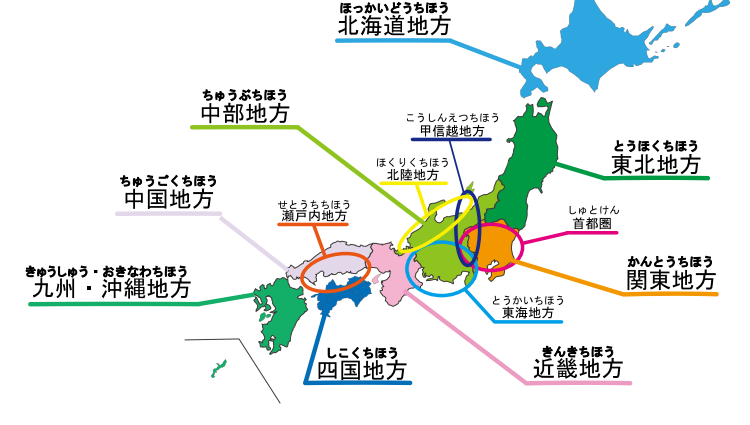 ほっかいどうちほう
北海道地方
ちゅうぶちほう
中部地方
こうしんえつちほう
甲信越地方
とうほくちほう
東北地方
ほくりくちほう
北陸地方
ちゅうごくちほう
中国地方
せとうちちほう
瀬戸内地方
しゅとけん
首都圏
きゅうしゅう・おきなわちほう
九州・沖縄地方
かんとうちほう
関東地方
とうかいちほう
東海地方
しこくちほう
四国地方
きんきちほう
近畿地方